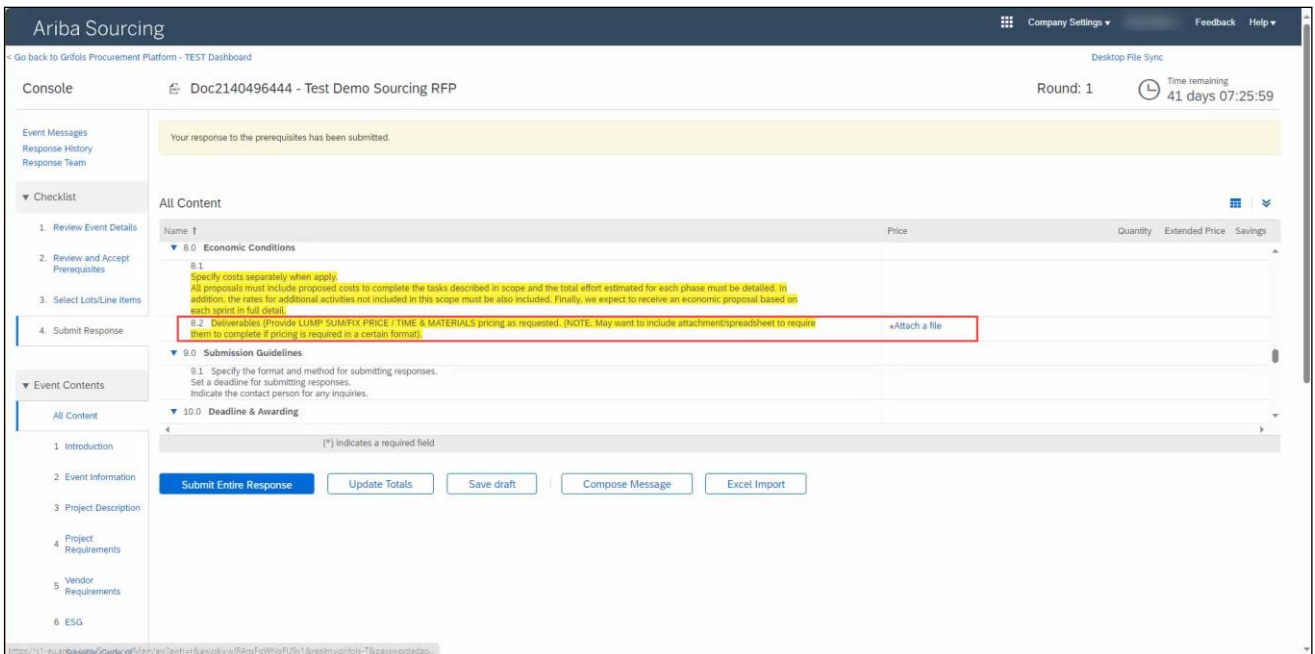 Ariba Sourcing
Company Settings ▾
Feedback Help ▾
< Go back to Grifols Procurement Platform - TEST Dashboard
Desktop File Sync
Console
Doc2140496444 - Test Demo Sourcing RFP
Round: 1
Time remaining
41 days 07:25:59
Event Messages
Response History
Response Team
Your response to the prerequisites has been submitted.
▼ Checklist
1. Review Event Details
2. Review and Accept
Prerequisites
3. Select Lots/Line Items
4. Submit Response
▼ Event Contents
All Content
1 Introduction
2 Event Information
3 Project Description
4 Project
Requirements
5 Vendor
Requirements
6 ESG
All Content
Name ↑ Price Quantity Extended Price Savings
▼ 8.0 Economic Conditions
8.1
Specify costs separately when apply.
All proposals must include proposed costs to complete the tasks described in scope and the total effort estimated for each phase must be detailed. In
addition, the rates for additional activities not included in this scope must be also included. Finally, we expect to receive an economic proposal based on
each sprint in full detail.
8.2 Deliverables (Provide LUMP SUM/FIX PRICE / TIME & MATERIALS pricing as requested. (NOTE. May want to include attachment/spreadsheet to require
them to complete if pricing is required in a certain format).
*Attach a file
▼ 9.0 Submission Guidelines
9.1 Specify the format and method for submitting responses.
Set a deadline for submitting responses.
Indicate the contact person for any inquiries.
▼ 10.0 Deadline & Awarding
(*) indicates a required field
Submit Entire Response
Update Totals
Save draft
Compose Message
Excel Import